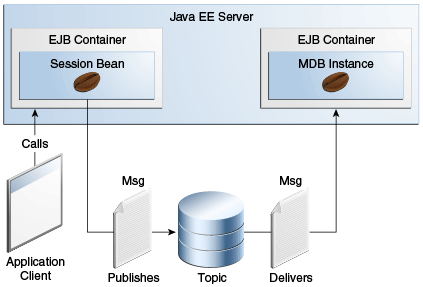 Java EE Server
EJB Container
Session Bean
EJB Container
MDB Instance
Calls
Msg
Msg
Application
Client
Publishes
Topic
Delivers